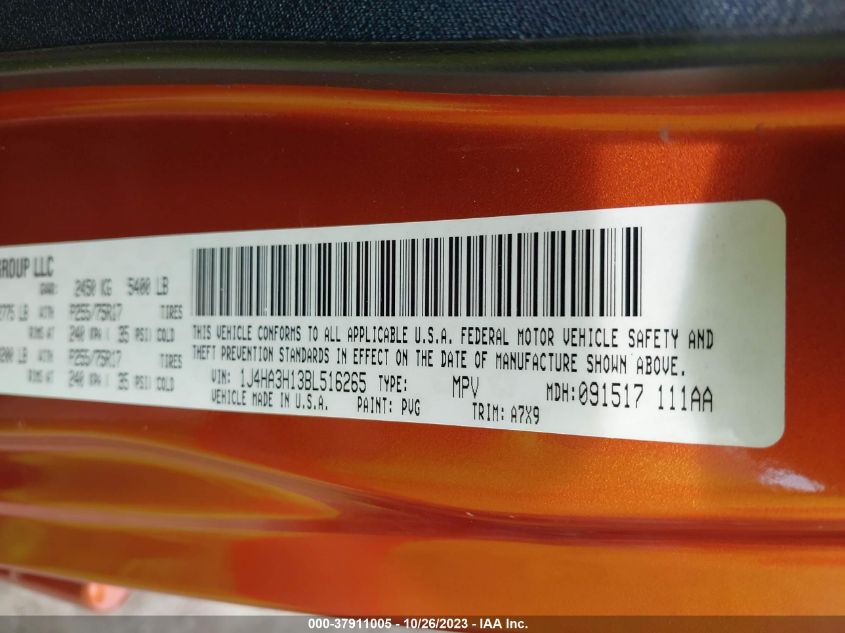 GROUP LLC
2450 KG 5400 LB
2775 LB WITH P255/75R17 TIRES
RIMS AT 240 KPA ( 35 PSI) COLD
200 LB WITH P255/75R17 TIRES
RIMS AT 240 KPA ( 35 PSI) COLD
THIS VEHICLE CONFORMS TO ALL APPLICABLE U.S.A. FEDERAL MOTOR VEHICLE SAFETY AND
THEFT PREVENTION STANDARDS IN EFFECT ON THE DATE OF MANUFACTURE SHOWN ABOVE.
VIN: 1J4HA3H13BL516265 TYPE: MPV MDH:091517 111AA
VEHICLE MADE IN U.S.A. PAINT: PVG TRIM: A7X9
000-37911005 - 10/26/2023 - IAA Inc.